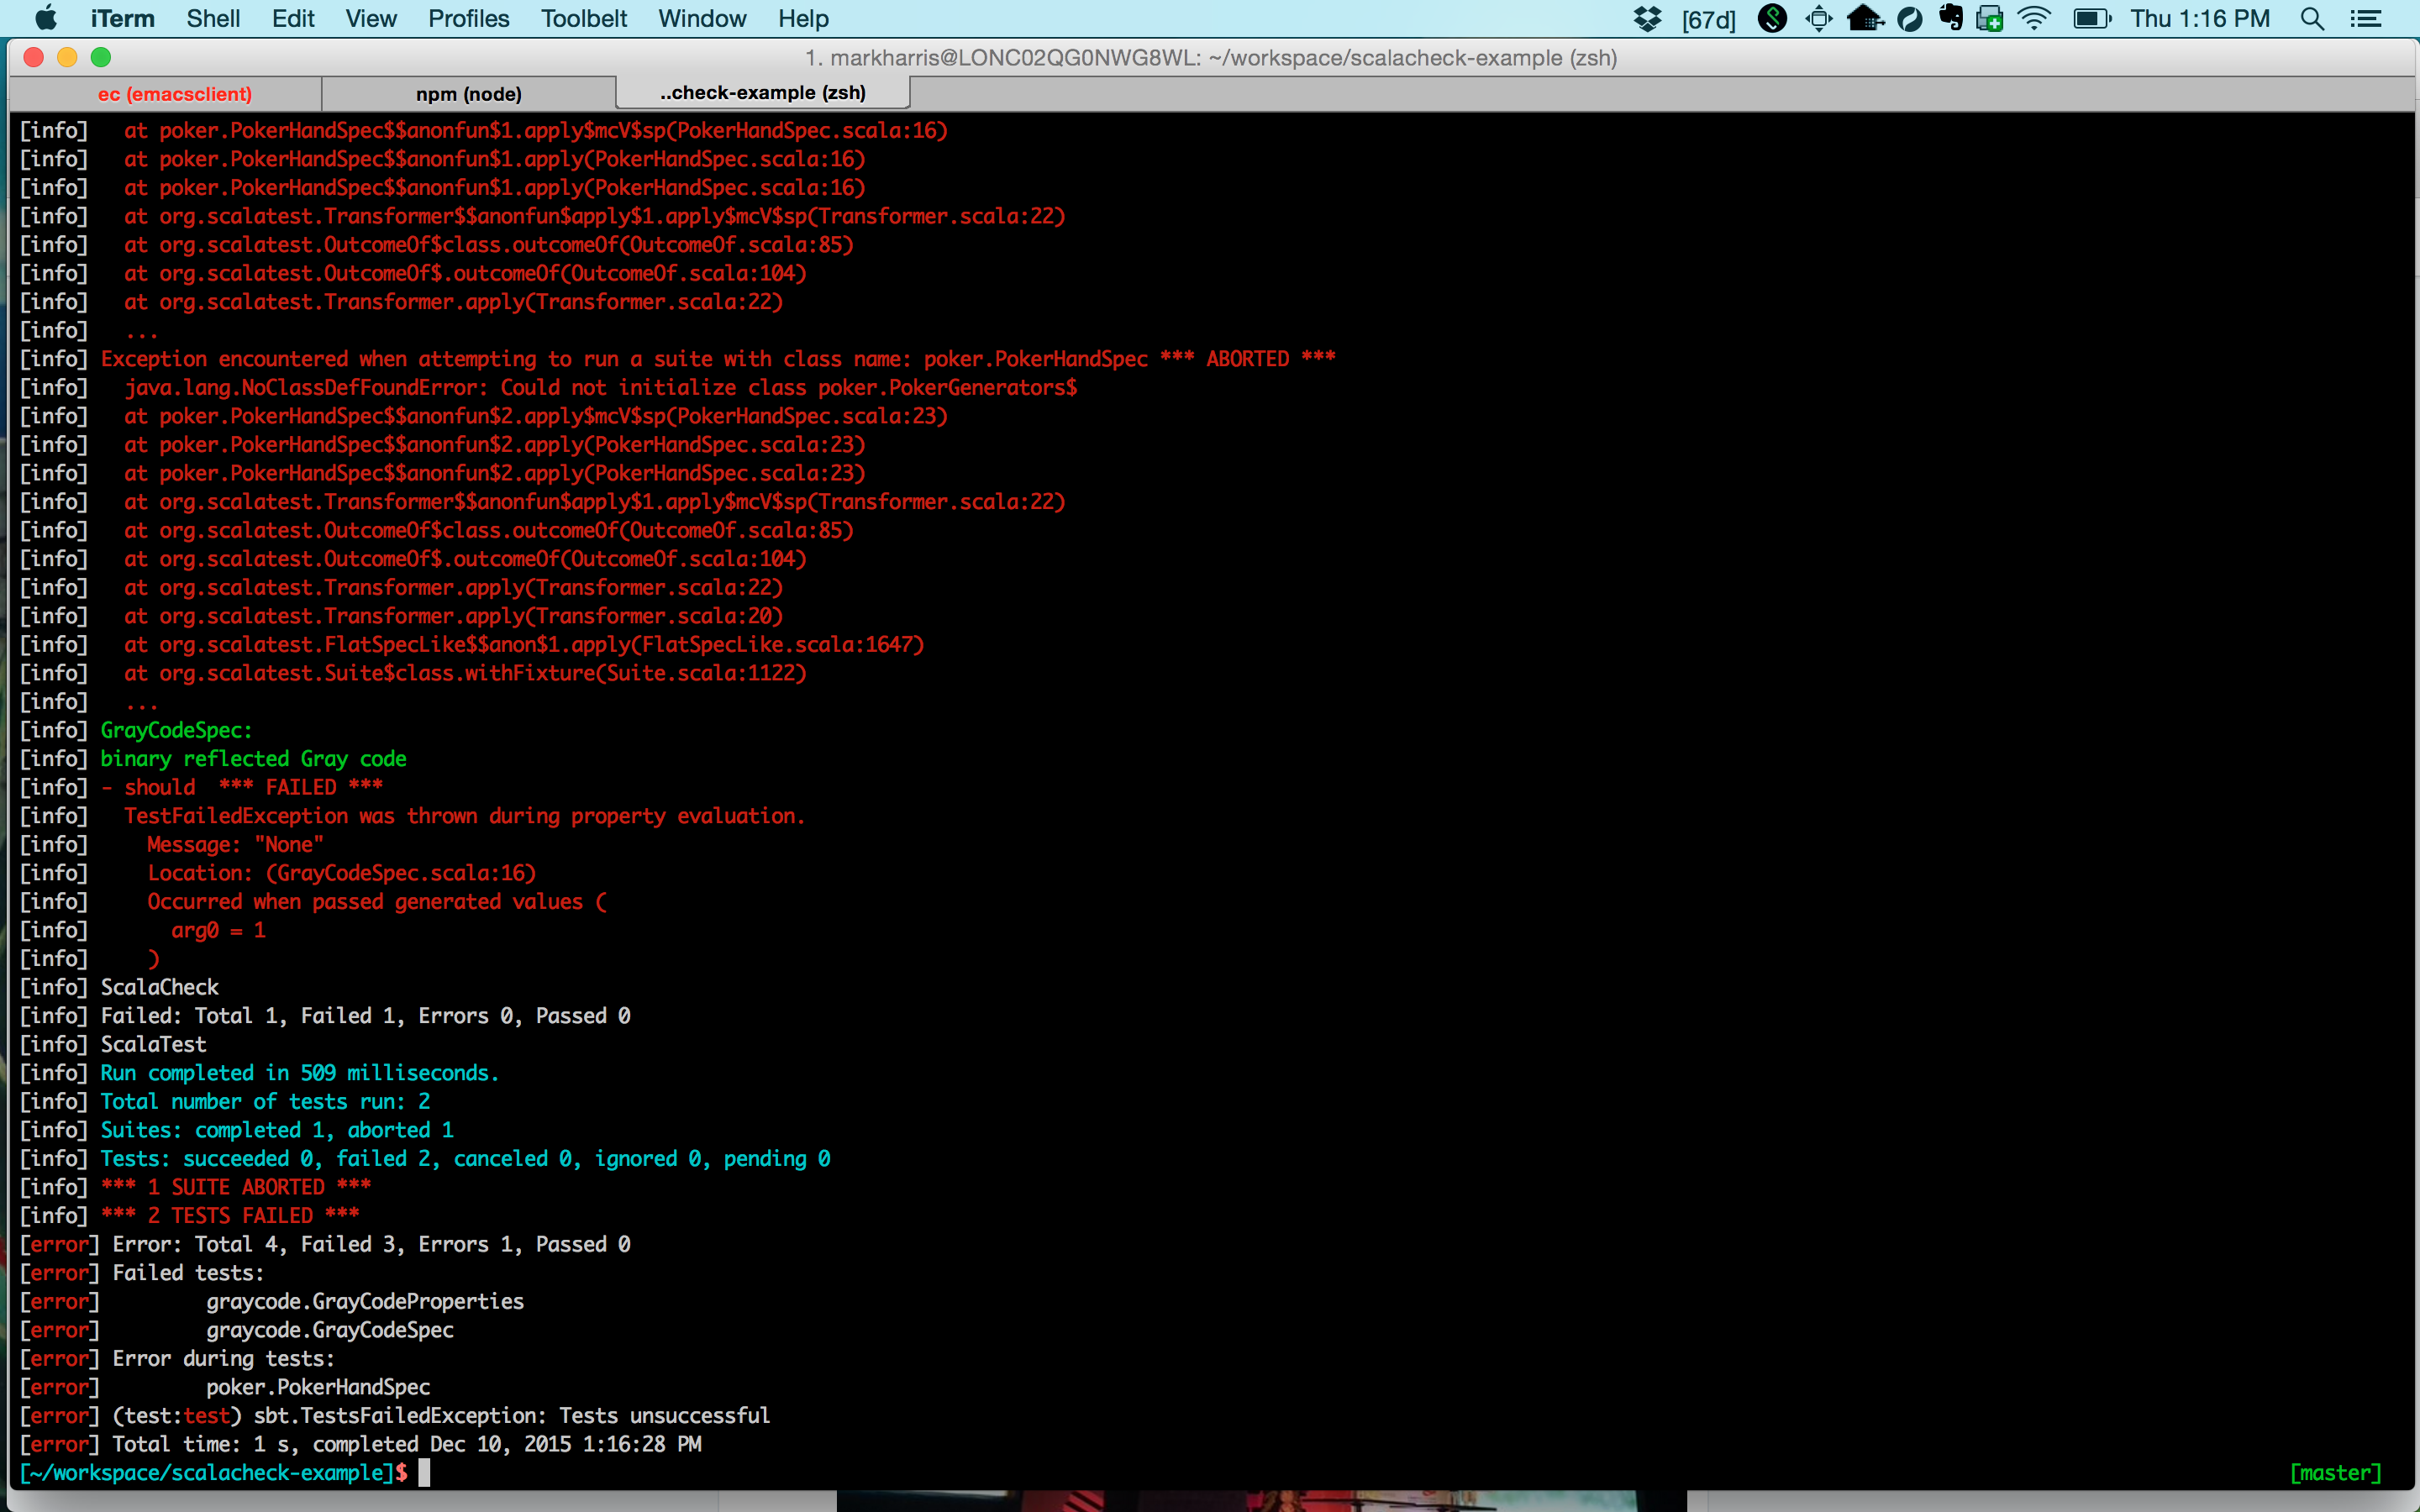 iTerm Shell Edit View Profiles Toolbelt Window Help [67d] Thu 1:16 PM
1. markharris@LONC02QG0NWG8WL: ~/workspace/scalacheck-example (zsh)
ec (emacsclient) npm (node) ..check-example (zsh)
[info]   at poker.PokerHandSpec$$anonfun$1.apply$mcV$sp(PokerHandSpec.scala:16)
[info]   at poker.PokerHandSpec$$anonfun$1.apply(PokerHandSpec.scala:16)
[info]   at poker.PokerHandSpec$$anonfun$1.apply(PokerHandSpec.scala:16)
[info]   at org.scalatest.Transformer$$anonfun$apply$1.apply$mcV$sp(Transformer.scala:22)
[info]   at org.scalatest.OutcomeOf$class.outcomeOf(OutcomeOf.scala:85)
[info]   at org.scalatest.OutcomeOf$.outcomeOf(OutcomeOf.scala:104)
[info]   at org.scalatest.Transformer.apply(Transformer.scala:22)
[info]   ...
[info] Exception encountered when attempting to run a suite with class name: poker.PokerHandSpec *** ABORTED ***
[info]   java.lang.NoClassDefFoundError: Could not initialize class poker.PokerGenerators$
[info]   at poker.PokerHandSpec$$anonfun$2.apply$mcV$sp(PokerHandSpec.scala:23)
[info]   at poker.PokerHandSpec$$anonfun$2.apply(PokerHandSpec.scala:23)
[info]   at poker.PokerHandSpec$$anonfun$2.apply(PokerHandSpec.scala:23)
[info]   at org.scalatest.Transformer$$anonfun$apply$1.apply$mcV$sp(Transformer.scala:22)
[info]   at org.scalatest.OutcomeOf$class.outcomeOf(OutcomeOf.scala:85)
[info]   at org.scalatest.OutcomeOf$.outcomeOf(OutcomeOf.scala:104)
[info]   at org.scalatest.Transformer.apply(Transformer.scala:22)
[info]   at org.scalatest.Transformer.apply(Transformer.scala:20)
[info]   at org.scalatest.FlatSpecLike$$anon$1.apply(FlatSpecLike.scala:1647)
[info]   at org.scalatest.Suite$class.withFixture(Suite.scala:1122)
[info]   ...
[info] GrayCodeSpec:
[info] binary reflected Gray code
[info] - should  *** FAILED ***
[info]   TestFailedException was thrown during property evaluation.
[info]     Message: "None"
[info]     Location: (GrayCodeSpec.scala:16)
[info]     Occurred when passed generated values (
[info]       arg0 = 1
[info]     )
[info] ScalaCheck
[info] Failed: Total 1, Failed 1, Errors 0, Passed 0
[info] ScalaTest
[info] Run completed in 509 milliseconds.
[info] Total number of tests run: 2
[info] Suites: completed 1, aborted 1
[info] Tests: succeeded 0, failed 2, canceled 0, ignored 0, pending 0
[info] *** 1 SUITE ABORTED ***
[info] *** 2 TESTS FAILED ***
[error] Error: Total 4, Failed 3, Errors 1, Passed 0
[error] Failed tests:
[error]         graycode.GrayCodeProperties
[error]         graycode.GrayCodeSpec
[error] Error during tests:
[error]         poker.PokerHandSpec
[error] (test:test) sbt.TestsFailedException: Tests unsuccessful
[error] Total time: 1 s, completed Dec 10, 2015 1:16:28 PM
[~/workspace/scalacheck-example]$ [master]